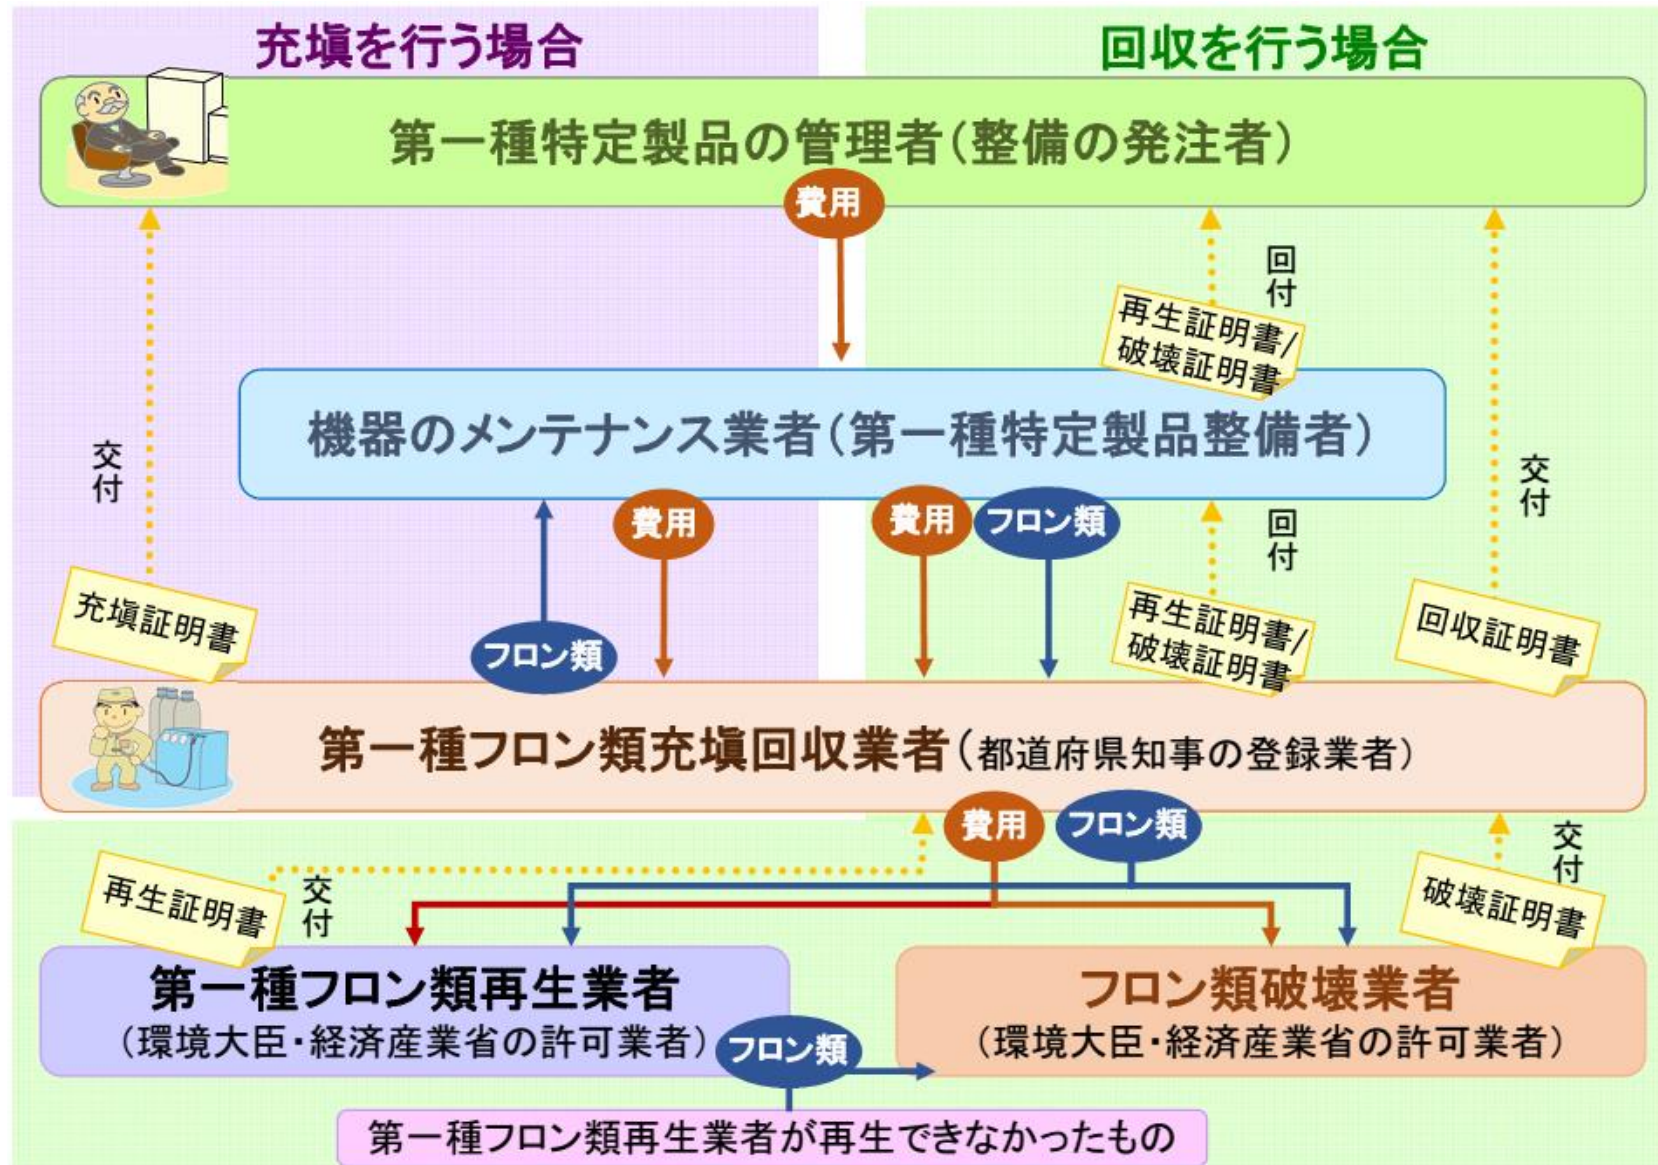 充塡を行う場合
回収を行う場合
第一種特定製品の管理者（整備の発注者）
費用
回付
再生証明書/
破壊証明書
機器のメンテナンス業者（第一種特定製品整備者）
交付
交付
費用
費用
フロン類
回付
充塡証明書
フロン類
再生証明書/
破壊証明書
回収証明書
第一種フロン類充塡回収業者（都道府県知事の登録業者）
費用
フロン類
交付
再生証明書
交付
破壊証明書
第一種フロン類再生業者
（環境大臣・経済産業省の許可業者）
フロン類
フロン類破壊業者
（環境大臣・経済産業省の許可業者）
第一種フロン類再生業者が再生できなかったもの